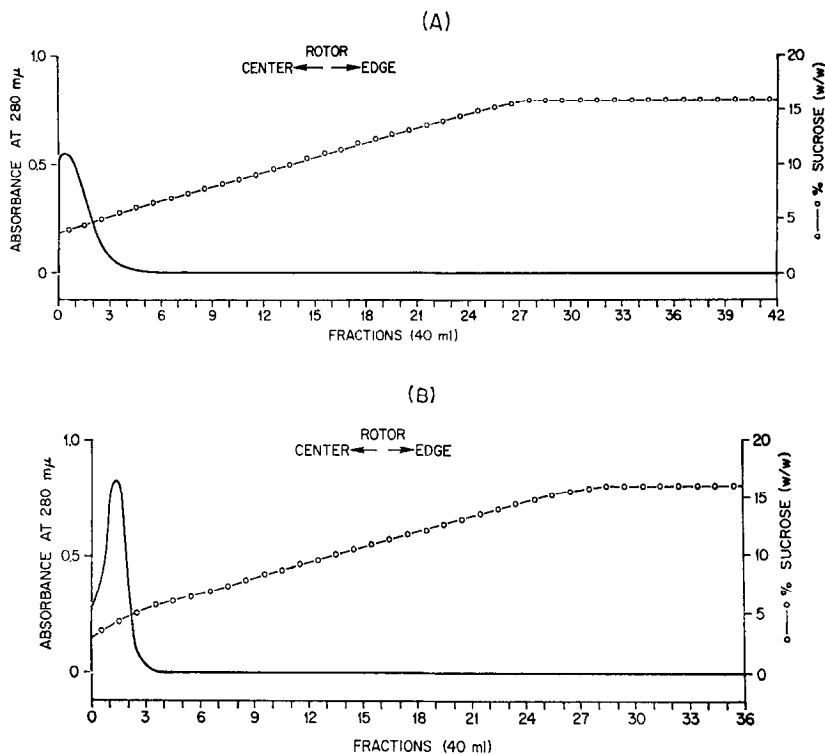 (A)
ROTOR
CENTER ←→ EDGE
1.0
0.5
0
ABSORBANCE AT 280 mµ
20
15
10
5
0
o—o % SUCROSE (w/w)
0 3 6 9 12 15 18 21 24 27 30 33 36 39 42
FRACTIONS (40 ml)
(B)
ROTOR
CENTER ←→ EDGE
1.0
0.5
0
ABSORBANCE AT 280 mµ
20
15
10
5
0
o—o % SUCROSE (w/w)
0 3 6 9 12 15 18 21 24 27 30 33 36
FRACTIONS (40 ml)